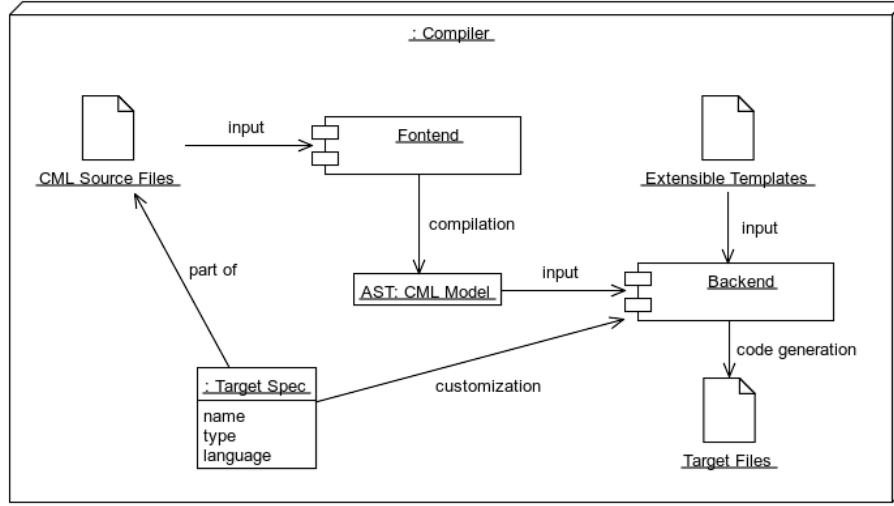 : Compiler
input
Fontend
CML Source Files
Extensible Templates
compilation
input
part of
input
AST: CML Model
Backend
code generation
: Target Spec
customization
name
type
language
Target Files